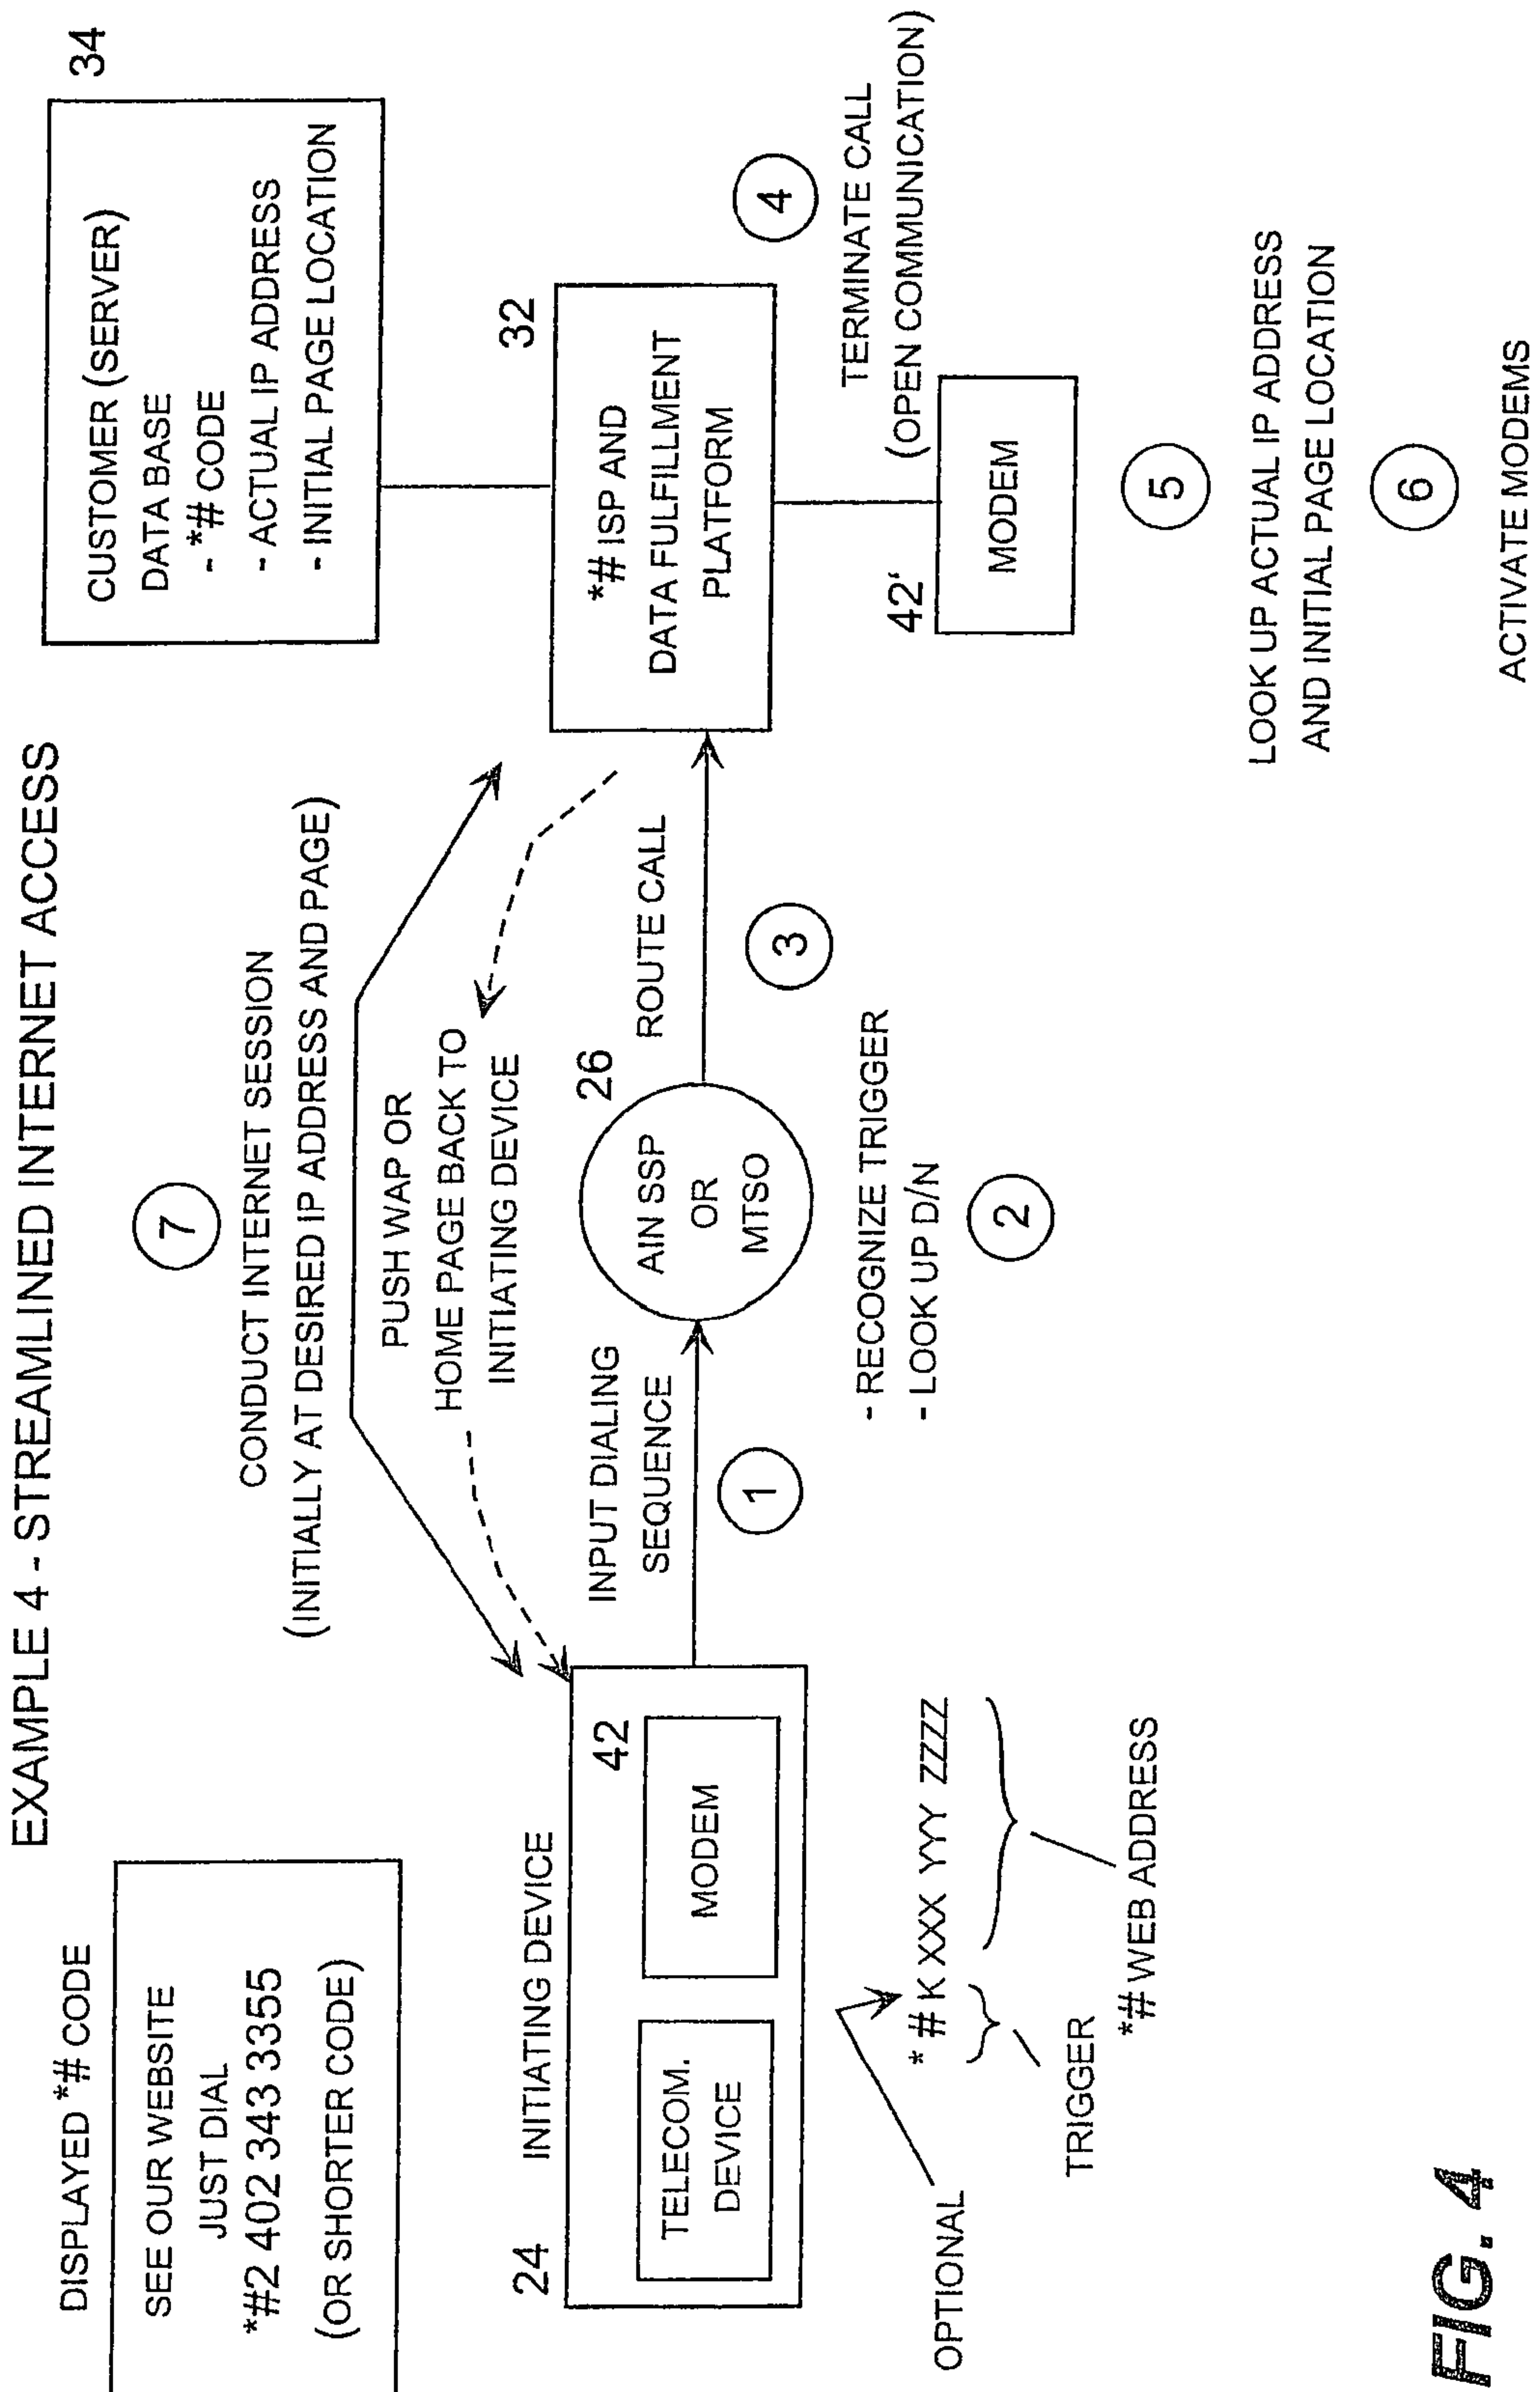 EXAMPLE 4 - STREAMLINED INTERNET ACCESS
DISPLAYED *# CODE
SEE OUR WEBSITE
JUST DIAL
*#2 402 343 3355
(OR SHORTER CODE)
7
CONDUCT INTERNET SESSION
(INITIALLY AT DESIRED IP ADDRESS AND PAGE)
PUSH WAP OR
HOME PAGE BACK TO
INITIATING DEVICE
34
CUSTOMER (SERVER)
DATA BASE
- *# CODE
- ACTUAL IP ADDRESS
- INITIAL PAGE LOCATION
24
INITIATING DEVICE
TELECOM.
DEVICE
42
MODEM
INPUT DIALING
SEQUENCE
1
26
AIN SSP
OR
MTSO
- RECOGNIZE TRIGGER
- LOOK UP D/N
2
ROUTE CALL
3
32
*# ISP AND
DATA FULFILLMENT
PLATFORM
4
TERMINATE CALL
(OPEN COMMUNICATION)
42'
MODEM
5
LOOK UP ACTUAL IP ADDRESS
AND INITIAL PAGE LOCATION
6
ACTIVATE MODEMS
OPTIONAL
* # K XXX YYY ZZZZ
TRIGGER
*# WEB ADDRESS
FIG. 4